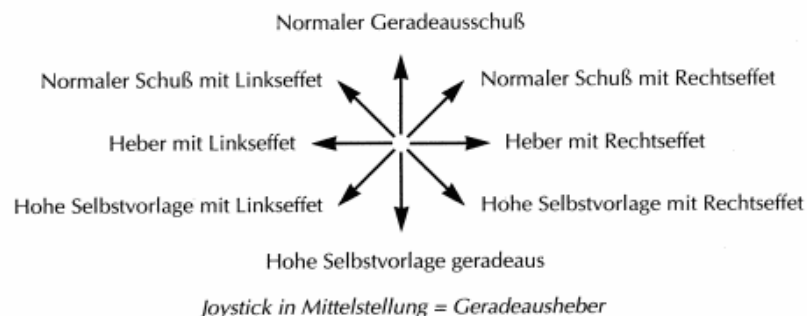 Normaler Geradeausschuß
Normaler Schuß mit Linkseffet
Normaler Schuß mit Rechtseffet
Heber mit Linkseffet
Heber mit Rechtseffet
Hohe Selbstvorlage mit Linkseffet
Hohe Selbstvorlage mit Rechtseffet
Hohe Selbstvorlage geradeaus
Joystick in Mittelstellung = Geradeausheber